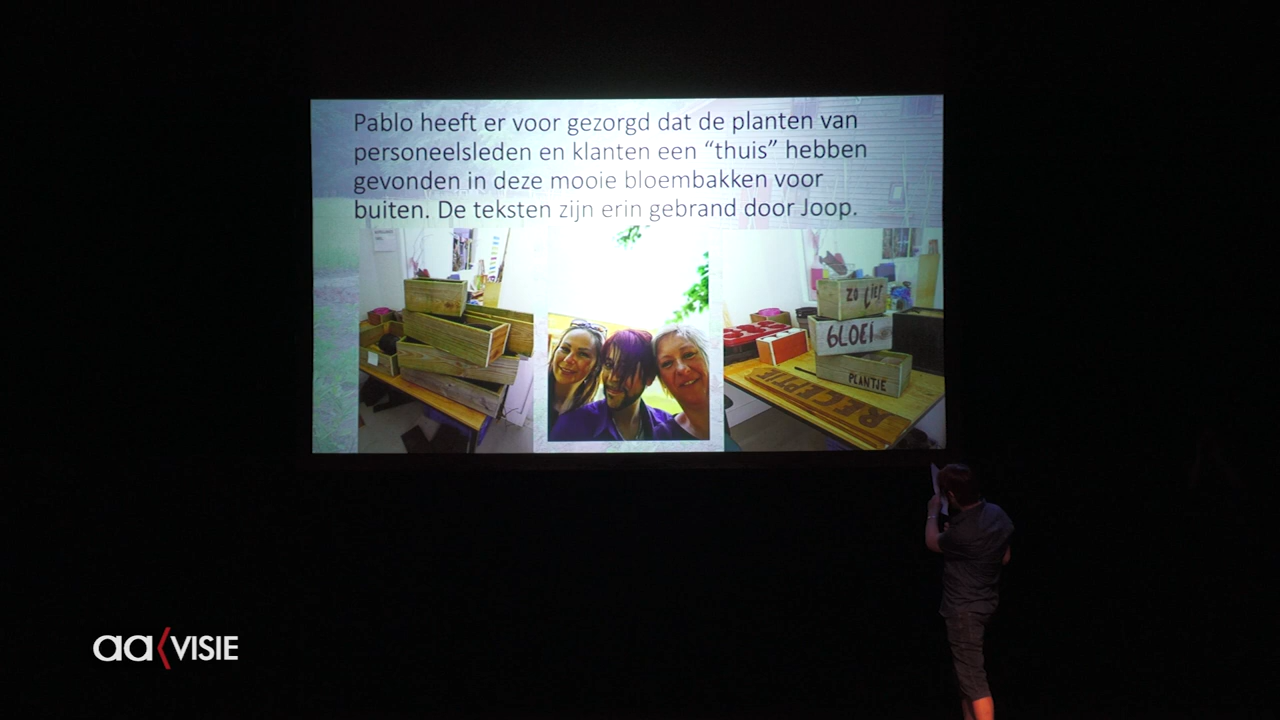 Pablo heeft er voor gezorgd dat de planten van
personeelsleden en klanten een “thuis” hebben
gevonden in deze mooie bloembakken voor
buiten. De teksten zijn erin gebrand door Joop.
ZO LIEF
BLOEI
PLANTJE
RECEPTIE
aa VISIE